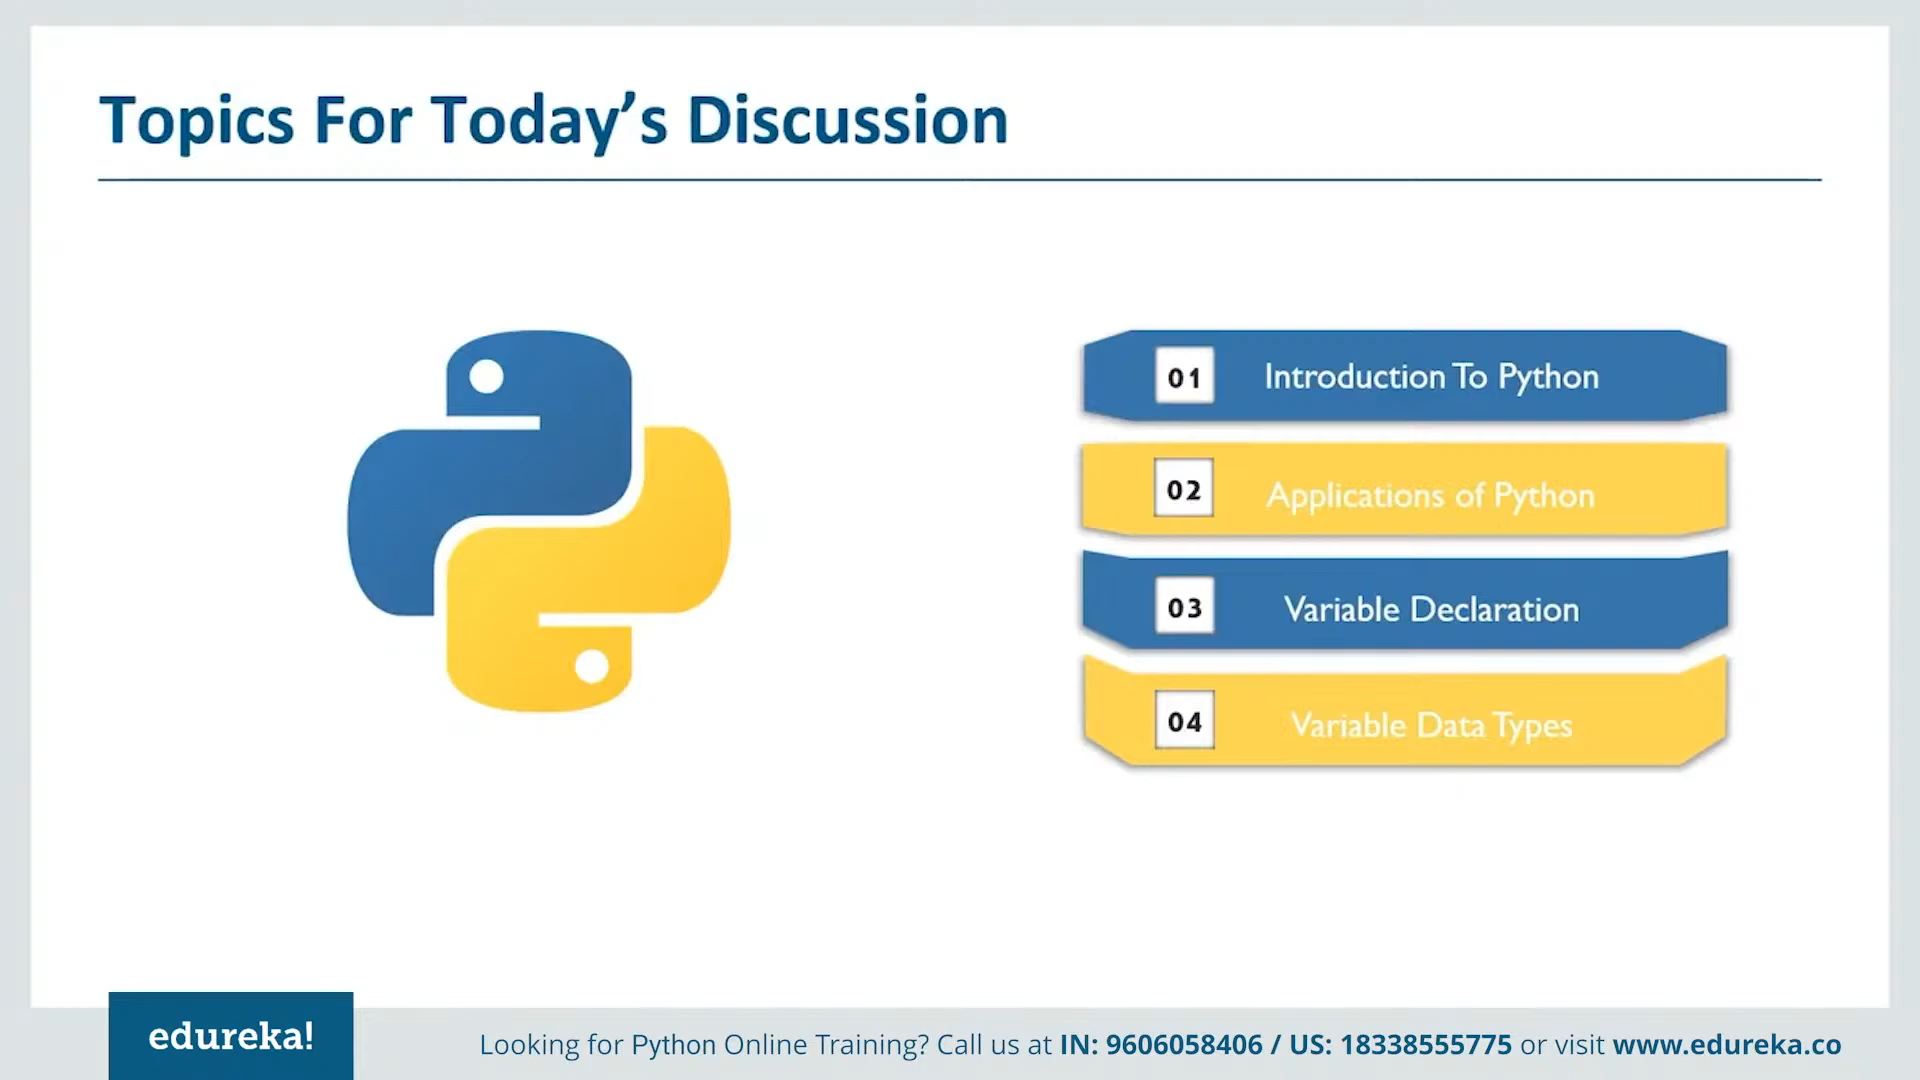 Topics For Today’s Discussion
01 Introduction To Python
02 Applications of Python
03 Variable Declaration
04 Variable Data Types
edureka!
Looking for Python Online Training? Call us at IN: 9606058406 / US: 18338555775 or visit www.edureka.co